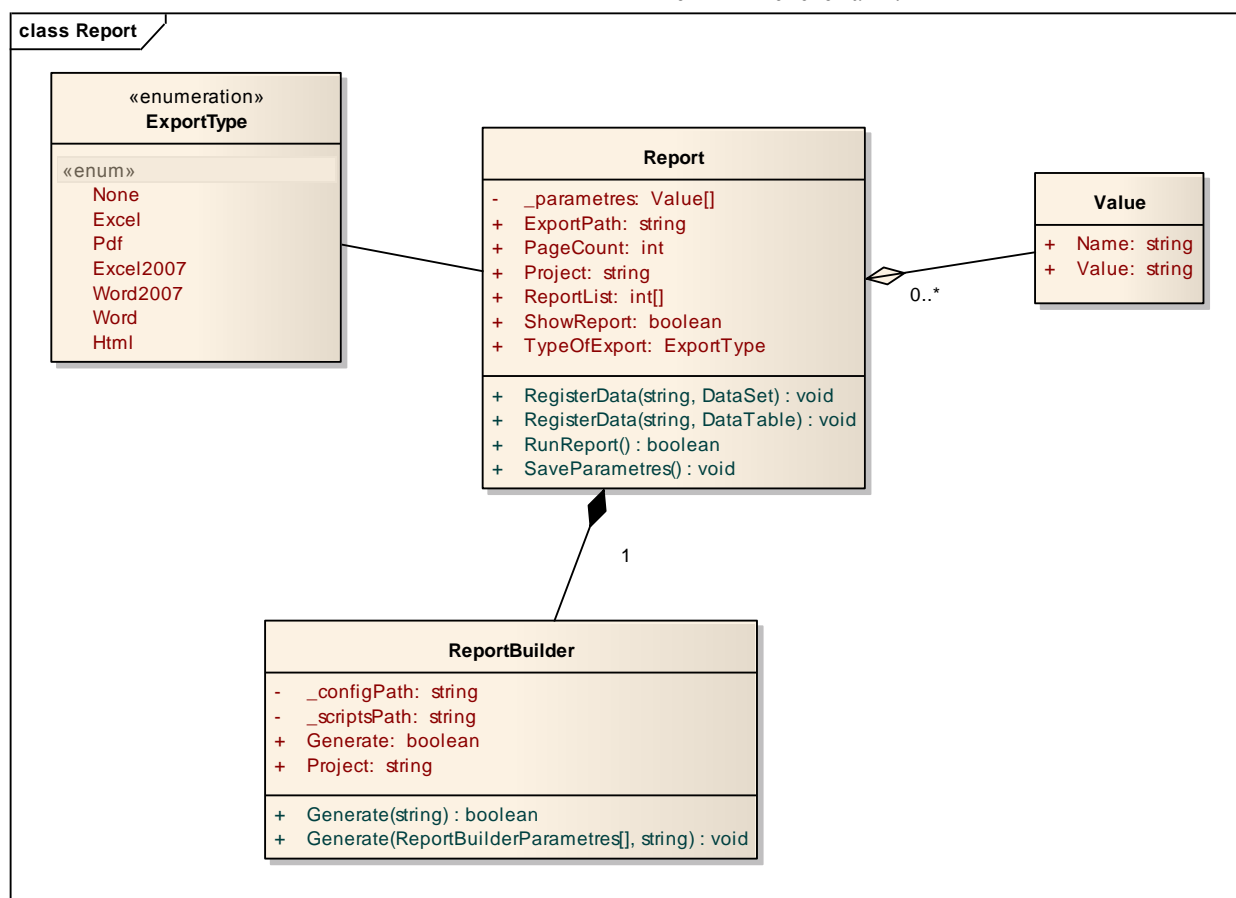 class Report
«enumeration»
ExportType
«enum»
None
Excel
Pdf
Excel2007
Word2007
Word
Html
Report
- _parametres: Value[]
+ ExportPath: string
+ PageCount: int
+ Project: string
+ ReportList: int[]
+ ShowReport: boolean
+ TypeOfExport: ExportType
+ RegisterData(string, DataSet) : void
+ RegisterData(string, DataTable) : void
+ RunReport() : boolean
+ SaveParametres() : void
Value
+ Name: string
+ Value: string
0..*
1
ReportBuilder
- _configPath: string
- _scriptsPath: string
+ Generate: boolean
+ Project: string
+ Generate(string) : boolean
+ Generate(ReportBuilderParametres[], string) : void